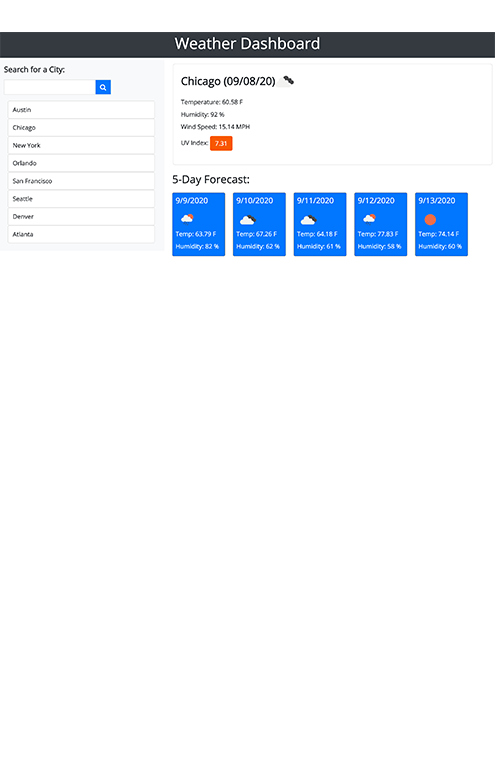 Weather Dashboard
Search for a City:
Austin
Chicago
New York
Orlando
San Francisco
Seattle
Denver
Atlanta
Chicago (09/08/20)
Temperature: 60.58 F
Humidity: 92 %
Wind Speed: 15.14 MPH
UV Index: 7.31
5-Day Forecast:
9/9/2020
Temp: 63.79 F
Humidity: 82 %
9/10/2020
Temp: 67.26 F
Humidity: 62 %
9/11/2020
Temp: 64.18 F
Humidity: 61 %
9/12/2020
Temp: 77.83 F
Humidity: 58 %
9/13/2020
Temp: 74.14 F
Humidity: 60 %